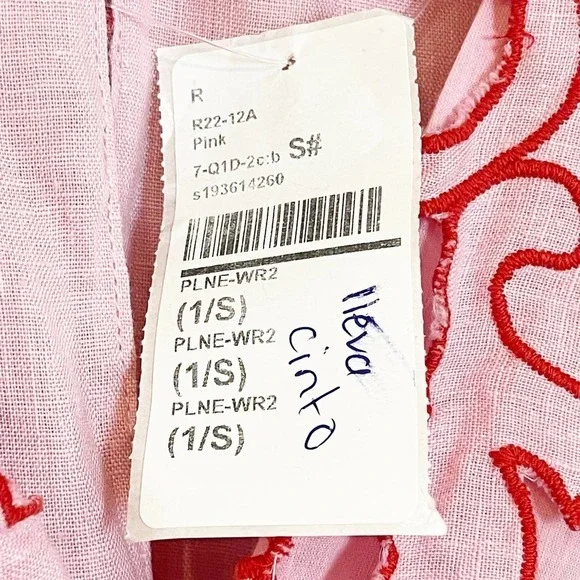 R
R22-12A
Pink
7-Q1D-2c:b S#
s193614260
PLNE-WR2
(1/S)
PLNE-WR2
(1/S)
PLNE-WR2
(1/S)
lleva
cinto